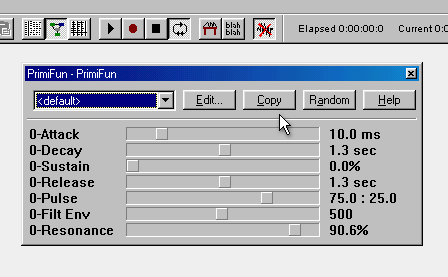 blah
blah
Elapsed 0:00:00:0 Current 0:0
PrimiFun - PrimiFun
<default> Edit... Copy Random Help
0-Attack 10.0 ms
0-Decay 1.3 sec
0-Sustain 0.0%
0-Release 1.3 sec
0-Pulse 75.0 : 25.0
0-Filt Env 500
0-Resonance 90.6%